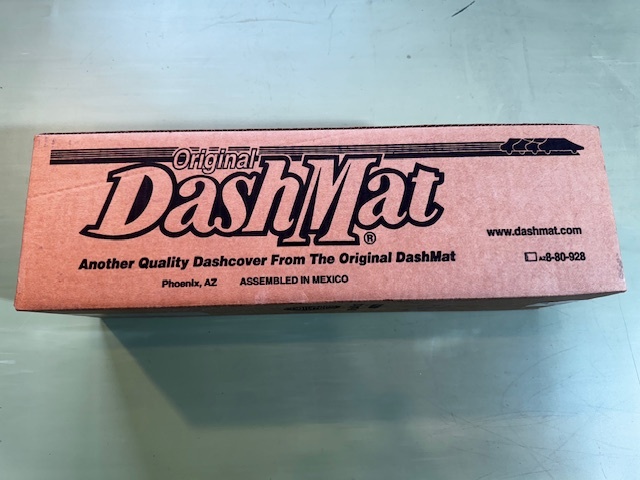 Original
DashMat®
Another Quality Dashcover From The Original DashMat
Phoenix, AZ ASSEMBLED IN MEXICO
www.dashmat.com
A28-80-928